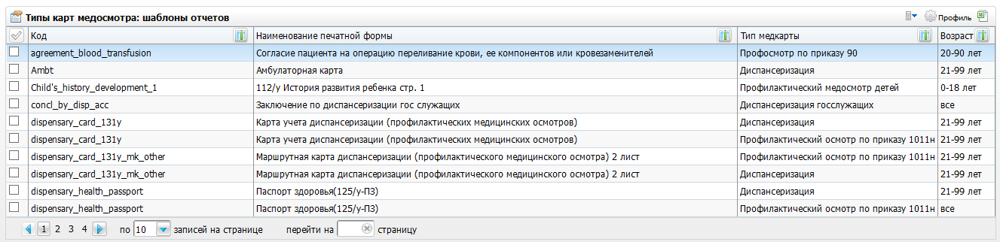 Типы карт медосмотра: шаблоны отчетов Профиль
Код Наименование печатной формы Тип медкарты Возраст
agreement_blood_transfusion Согласие пациента на операцию переливание крови, ее компонентов или кровезаменителей Профосмотр по приказу 90 20-90 лет
Ambt Амбулаторная карта Диспансеризация 21-99 лет
Child's_history_development_1 112/у История развития ребенка стр. 1 Профилактический медосмотр детей 0-18 лет
concl_by_disp_acc Заключение по диспансеризации гос служащих Диспансеризация госслужащих все
dispensary_card_131y Карта учета диспансеризации (профилактических медицинских осмотров) Диспансеризация 21-99 лет
dispensary_card_131y Карта учета диспансеризации (профилактических медицинских осмотров) Профилактический осмотр по приказу 1011н 21-99 лет
dispensary_card_131y_mk_other Маршрутная карта диспансеризации (профилактического медицинского осмотра) 2 лист Профилактический осмотр по приказу 1011н 21-99 лет
dispensary_card_131y_mk_other Маршрутная карта диспансеризации (профилактического медицинского осмотра) 2 лист Диспансеризация 21-99 лет
dispensary_health_passport Паспорт здоровья(125/у-ПЗ) Диспансеризация 21-99 лет
dispensary_health_passport Паспорт здоровья(125/у-ПЗ) Профилактический осмотр по приказу 1011н все
1 2 3 4 по 10 записей на странице перейти на страницу